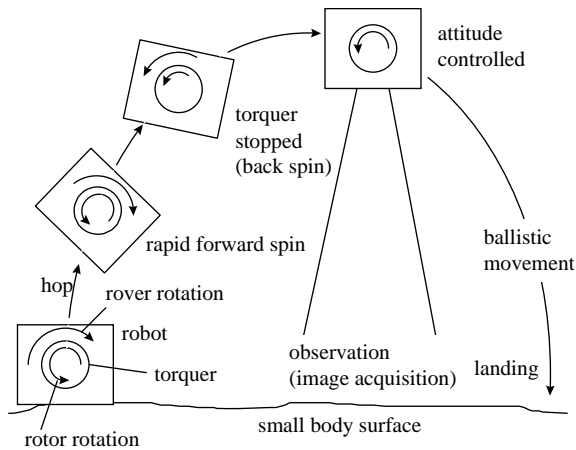 attitude
controlled
torquer
stopped
(back spin)
rapid forward spin
ballistic
movement
hop
rover rotation
robot
observation
(image acquisition)
landing
torquer
small body surface
rotor rotation